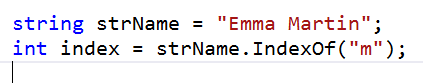 string strName = "Emma Martin";
int index = strName.IndexOf("m");